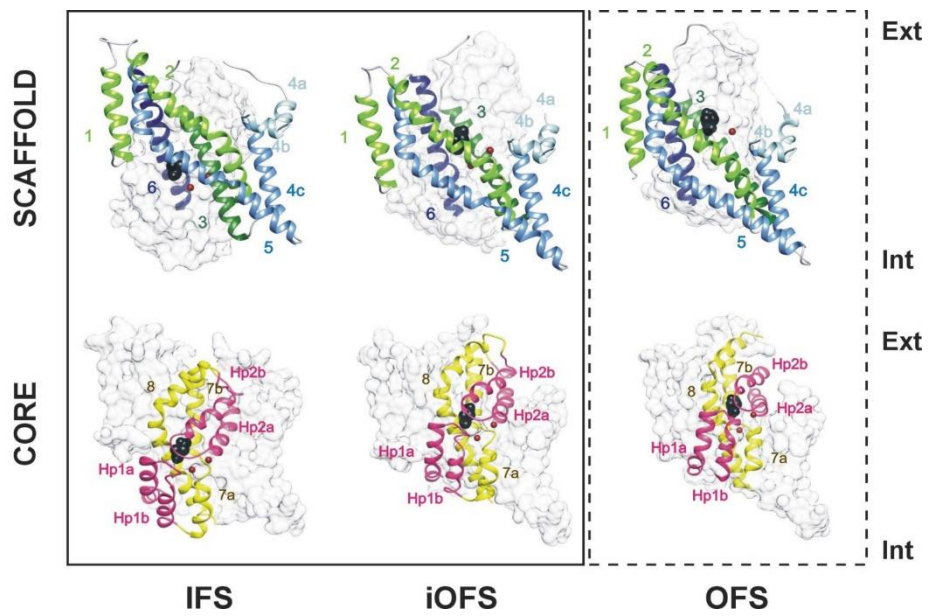 SCAFFOLD
1
2
3
4a
4b
4c
5
6
1
2
3
4a
4b
4c
5
6
1
2
3
4a
4b
4c
5
6
Ext
Int
CORE
8
7b
Hp2b
Hp2a
Hp1a
Hp1b
7a
8
7b
Hp2b
Hp2a
Hp1a
Hp1b
7a
8
7b
Hp2b
Hp2a
Hp1a
Hp1b
7a
Ext
Int
IFS iOFS OFS